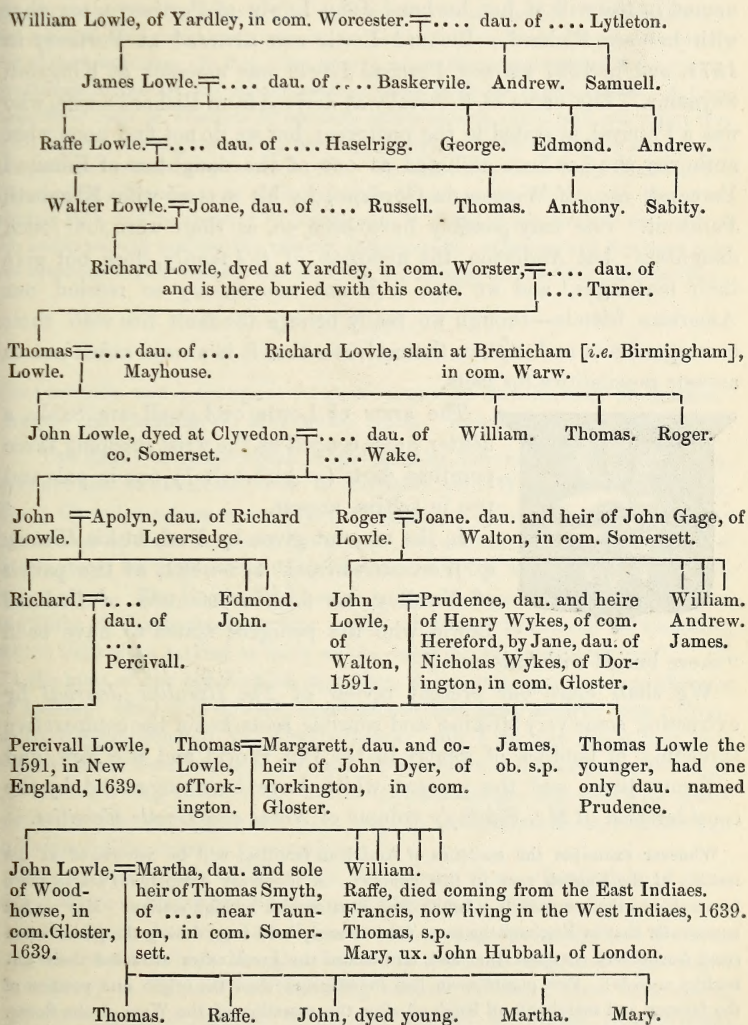 William Lowle, of Yardley, in com. Worcester.=.... dau. of .... Lytleton.
James Lowle.=.... dau. of .... Baskervile. Andrew. Samuell.
Raffe Lowle.=.... dau. of .... Haselrigg. George. Edmond. Andrew.
Walter Lowle.=Joane, dau. of .... Russell. Thomas. Anthony. Sabity.
Richard Lowle, dyed at Yardley, in com. Worster,=.... dau. of
and is there buried with this coate. .... Turner.
Thomas=.... dau. of .... Richard Lowle, slain at Bremicham [i.e. Birmingham],
Lowle. Mayhouse. in com. Warw.
John Lowle, dyed at Clyvedon,=.... dau. of William. Thomas. Roger.
co. Somerset. .... Wake.
John =Apolyn, dau. of Richard Roger =Joane. dau. and heir of John Gage, of
Lowle. Leversedge. Lowle. Walton, in com. Somersett.
Richard.=....
dau. of
....
Percivall.
Edmond.
John.
John
Lowle,
of
Walton,
1591.
=Prudence, dau. and heire
of Henry Wykes, of com.
Hereford, by Jane, dau. of
Nicholas Wykes, of Dor-
ington, in com. Gloster.
William.
Andrew.
James.
Percivall Lowle,
1591, in New
England, 1639.
Thomas
Lowle,
of Tork-
ington.
=Margarett, dau. and co-
heir of John Dyer, of
Torkington, in com.
Gloster.
James,
ob. s.p.
Thomas Lowle the
younger, had one
only dau. named
Prudence.
John Lowle,
of Wood-
howse, in
com. Gloster,
1639.
=Martha, dau. and sole
heir of Thomas Smyth,
of .... near Taun-
ton, in com. Somer-
sett.
William.
Raffe, died coming from the East Indiaes.
Francis, now living in the West Indiaes, 1639.
Thomas, s.p.
Mary, ux. John Hubball, of London.
Thomas. Raffe. John, dyed young. Martha. Mary.